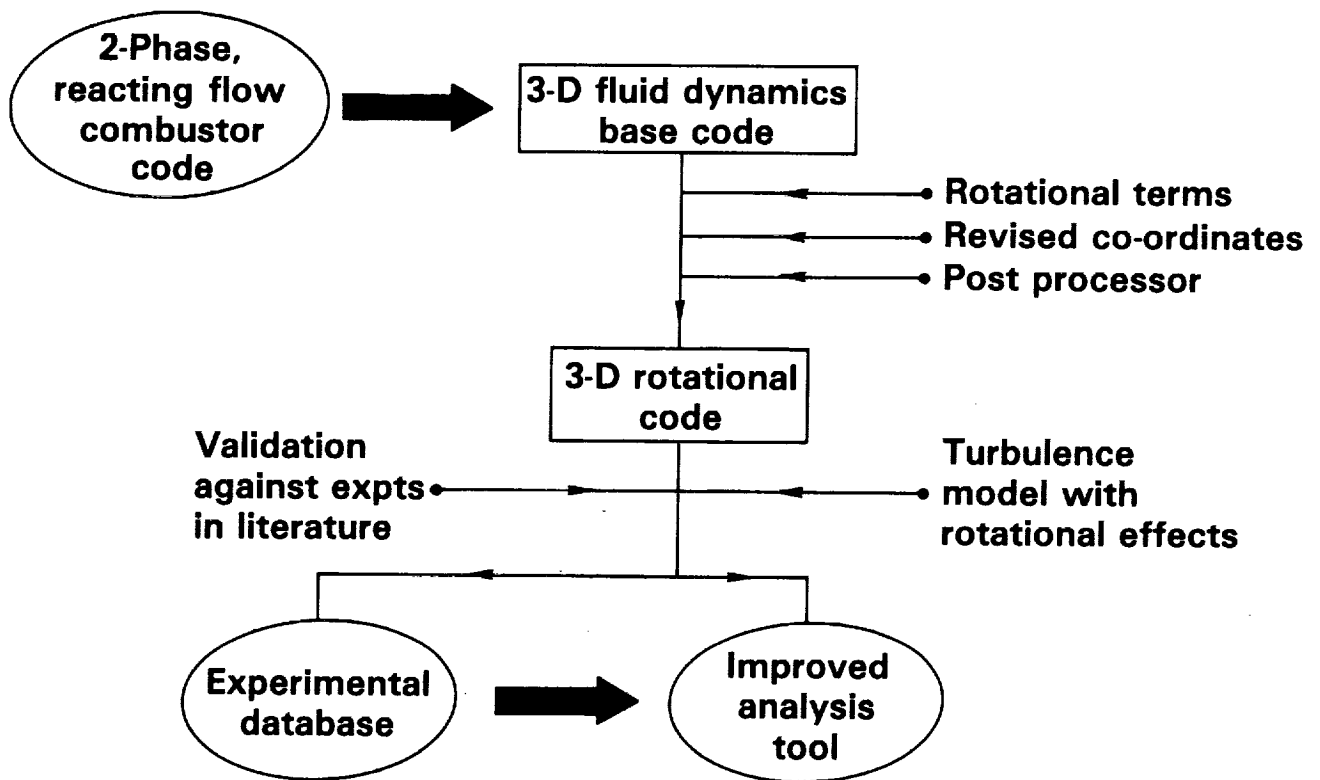 2-Phase,
reacting flow
combustor
code
3-D fluid dynamics
base code
Rotational terms
Revised co-ordinates
Post processor
3-D rotational
code
Validation
against expts
in literature
Turbulence
model with
rotational effects
Experimental
database
Improved
analysis
tool